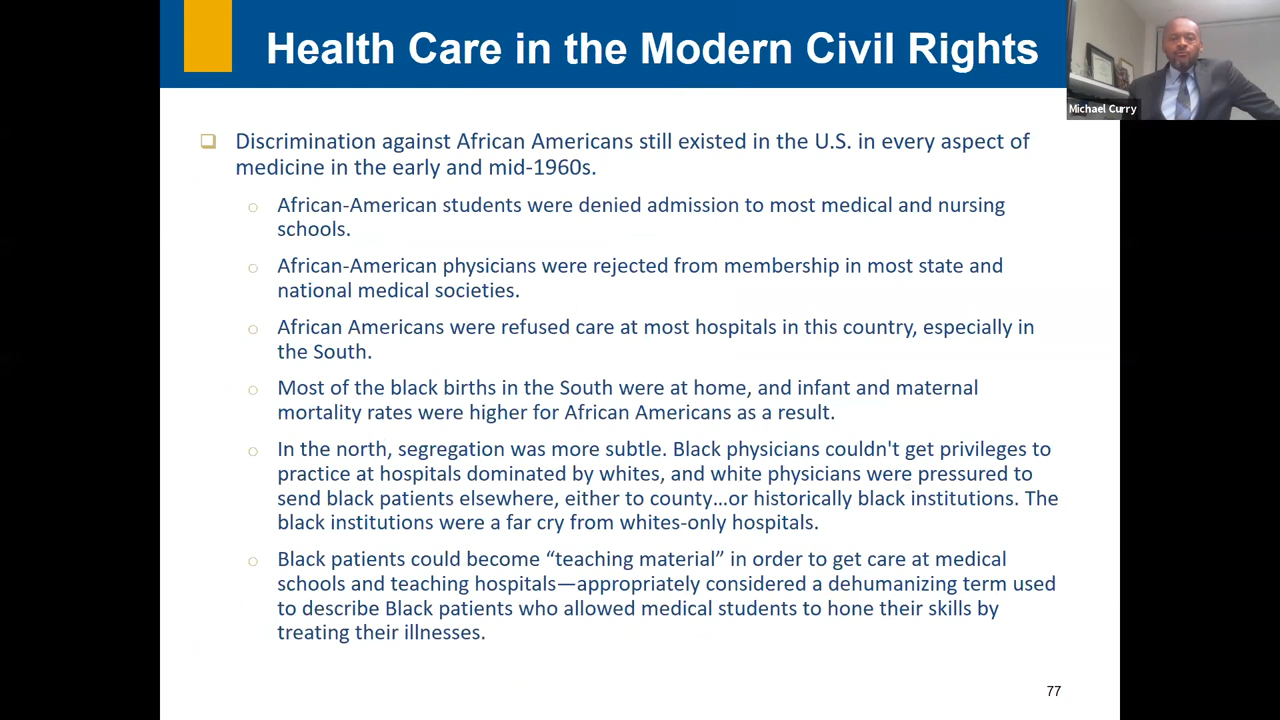 Health Care in the Modern Civil Rights
Michael Curry
Discrimination against African Americans still existed in the U.S. in every aspect of
medicine in the early and mid-1960s.
African-American students were denied admission to most medical and nursing
schools.
African-American physicians were rejected from membership in most state and
national medical societies.
African Americans were refused care at most hospitals in this country, especially in
the South.
Most of the black births in the South were at home, and infant and maternal
mortality rates were higher for African Americans as a result.
In the north, segregation was more subtle. Black physicians couldn't get privileges to
practice at hospitals dominated by whites, and white physicians were pressured to
send black patients elsewhere, either to county…or historically black institutions. The
black institutions were a far cry from whites-only hospitals.
Black patients could become “teaching material” in order to get care at medical
schools and teaching hospitals—appropriately considered a dehumanizing term used
to describe Black patients who allowed medical students to hone their skills by
treating their illnesses.
77